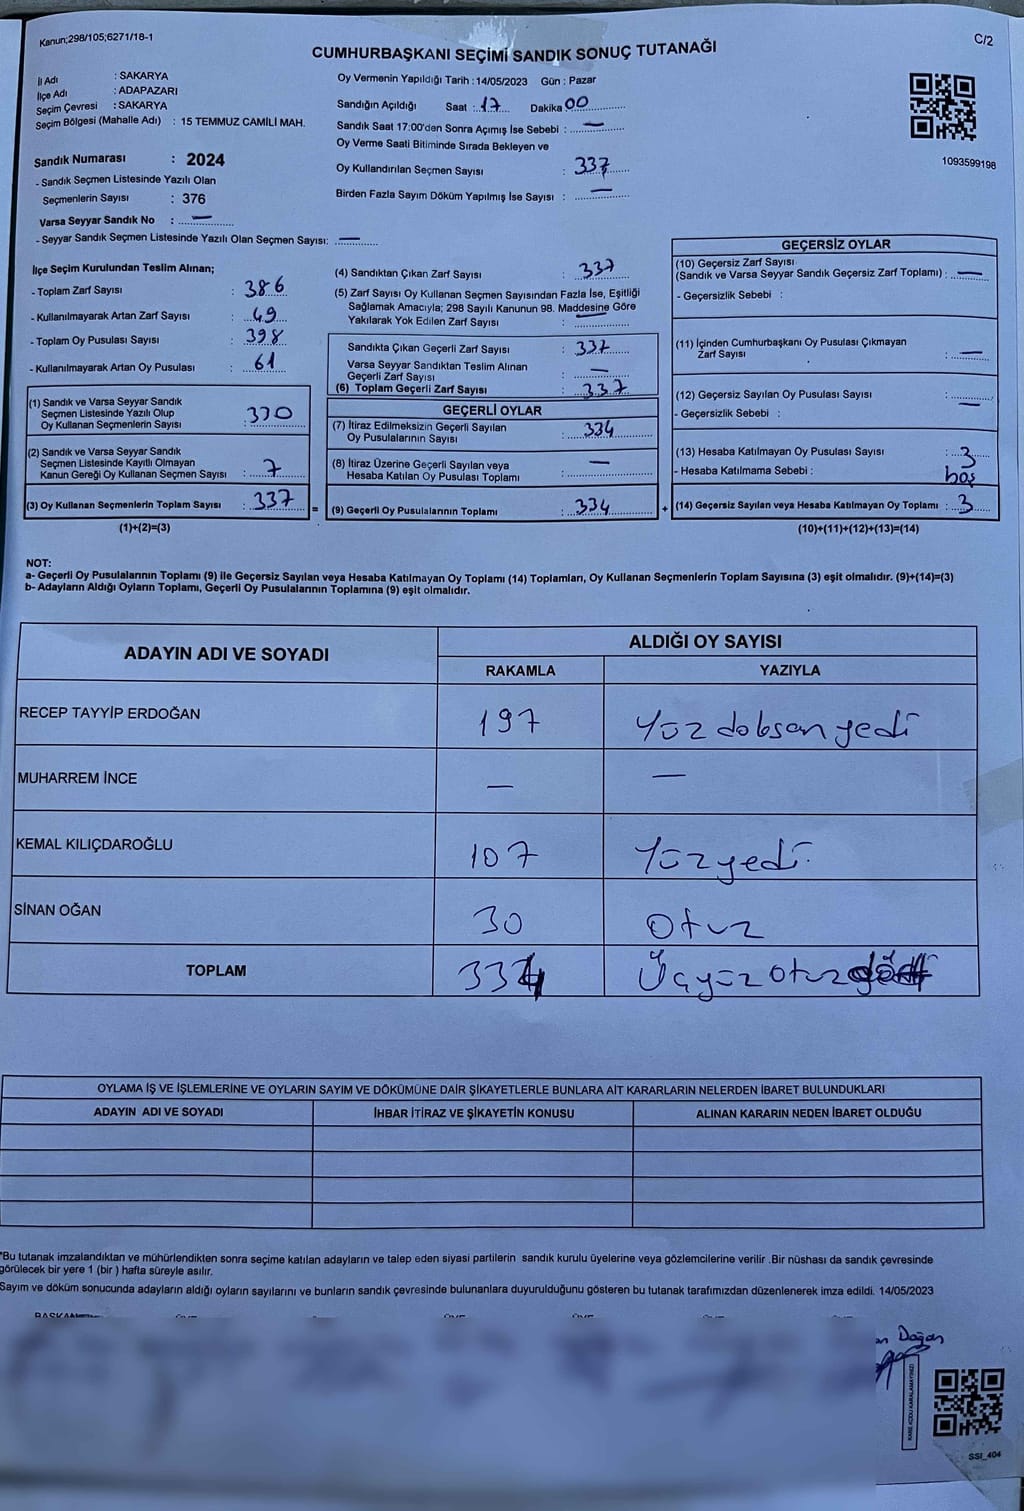 Kanun;298/105;6271/18-1
C/2
CUMHURBAŞKANI SEÇİMİ SANDIK SONUÇ TUTANAĞI
İl Adı : SAKARYA
İlçe Adı : ADAPAZARI
Seçim Çevresi : SAKARYA
Seçim Bölgesi (Mahalle Adı) : 15 TEMMUZ CAMİLİ MAH.
Sandık Numarası : 2024
- Sandık Seçmen Listesinde Yazılı Olan
Seçmenlerin Sayısı : 376
Varsa Seyyar Sandık No : —
- Seyyar Sandık Seçmen Listesinde Yazılı Olan Seçmen Sayısı: —
Oy Vermenin Yapıldığı Tarih : 14/05/2023 Gün : Pazar
Sandığın Açıldığı Saat : 17 Dakika 00
Sandık Saat 17:00'den Sonra Açımış İse Sebebi : —
Oy Verme Saati Bitiminde Sırada Bekleyen ve
Oy Kullandırılan Seçmen Sayısı : 337
Birden Fazla Sayım Döküm Yapılmış İse Sayısı : —
1093599198
İlçe Seçim Kurulundan Teslim Alınan;
- Toplam Zarf Sayısı : 386
- Kullanılmayarak Artan Zarf Sayısı : 49
- Toplam Oy Pusulası Sayısı : 398
- Kullanılmayarak Artan Oy Pusulası : 61
(1) Sandık ve Varsa Seyyar Sandık
Seçmen Listesinde Yazılı Olup
Oy Kullanan Seçmenlerin Sayısı : 330
(2) Sandık ve Varsa Seyyar Sandık
Seçmen Listesinde Kayıtlı Olmayan
Kanun Gereği Oy Kullanan Seçmen Sayısı : 7
(3) Oy Kullanan Seçmenlerin Toplam Sayısı : 337 =
(1)+(2)=(3)
(4) Sandıktan Çıkan Zarf Sayısı : 337
(5) Zarf Sayısı Oy Kullanan Seçmen Sayısından Fazla İse, Eşitliği
Sağlamak Amacıyla; 298 Sayılı Kanunun 98. Maddesine Göre
Yakılarak Yok Edilen Zarf Sayısı : —
Sandıkta Çıkan Geçerli Zarf Sayısı : 337
Varsa Seyyar Sandıktan Teslim Alınan
Geçerli Zarf Sayısı : —
(6) Toplam Geçerli Zarf Sayısı : 337
GEÇERLİ OYLAR
(7) İtiraz Edilmeksizin Geçerli Sayılan
Oy Pusulalarının Sayısı : 334
(8) İtiraz Üzerine Geçerli Sayılan veya
Hesaba Katılan Oy Pusulası Toplamı : —
(9) Geçerli Oy Pusulalarının Toplamı : 334 +
GEÇERSİZ OYLAR
(10) Geçersiz Zarf Sayısı
(Sandık ve Varsa Seyyar Sandık Geçersiz Zarf Toplamı) : —
- Geçersizlik Sebebi :
(11) İçinden Cumhurbaşkanı Oy Pusulası Çıkmayan
Zarf Sayısı : —
(12) Geçersiz Sayılan Oy Pusulası Sayısı : —
- Geçersizlik Sebebi :
(13) Hesaba Katılmayan Oy Pusulası Sayısı : 3
- Hesaba Katılmama Sebebi : boş
(14) Geçersiz Sayılan veya Hesaba Katılmayan Oy Toplamı : 3
(10)+(11)+(12)+(13)=(14)
NOT:
a- Geçerli Oy Pusulalarının Toplamı (9) ile Geçersiz Sayılan veya Hesaba Katılmayan Oy Toplamı (14) Toplamları, Oy Kullanan Seçmenlerin Toplam Sayısına (3) eşit olmalıdır. (9)+(14)=(3)
b- Adayların Aldığı Oyların Toplamı, Geçerli Oy Pusulalarının Toplamına (9) eşit olmalıdır.
ADAYIN ADI VE SOYADI ALDIĞI OY SAYISI
RAKAMLA YAZIYLA
RECEP TAYYİP ERDOĞAN 197 Yüz doksan yedi
MUHARREM İNCE — —
KEMAL KILIÇDAROĞLU 107 Yüz yedi
SİNAN OĞAN 30 Otuz
TOPLAM 334 Üçyüz otuz dört
OYLAMA İŞ VE İŞLEMLERİNE VE OYLARIN SAYIM VE DÖKÜMÜNE DAİR ŞİKAYETLERLE BUNLARA AİT KARARLARIN NELERDEN İBARET BULUNDUKLARI
ADAYIN ADI VE SOYADI İHBAR İTİRAZ VE ŞİKAYETİN KONUSU ALINAN KARARIN NEDEN İBARET OLDUĞU
*Bu tutanak imzalandıktan ve mühürlendikten sonra seçime katılan adayların ve talep eden siyasi partilerin sandık kurulu üyelerine veya gözlemcilerine verilir .Bir nüshası da sandık çevresinde
görülecek bir yere 1 (bir ) hafta süreyle asılır.
Sayım ve döküm sonucunda adayların aldığı oyların sayılarını ve bunların sandık çevresinde bulunanlara duyurulduğunu gösteren bu tutanak tarafımızdan düzenlenerek imza edildi. 14/05/2023
Doğan
KARE KODU KARALAMAYINIZ!
SSI_404